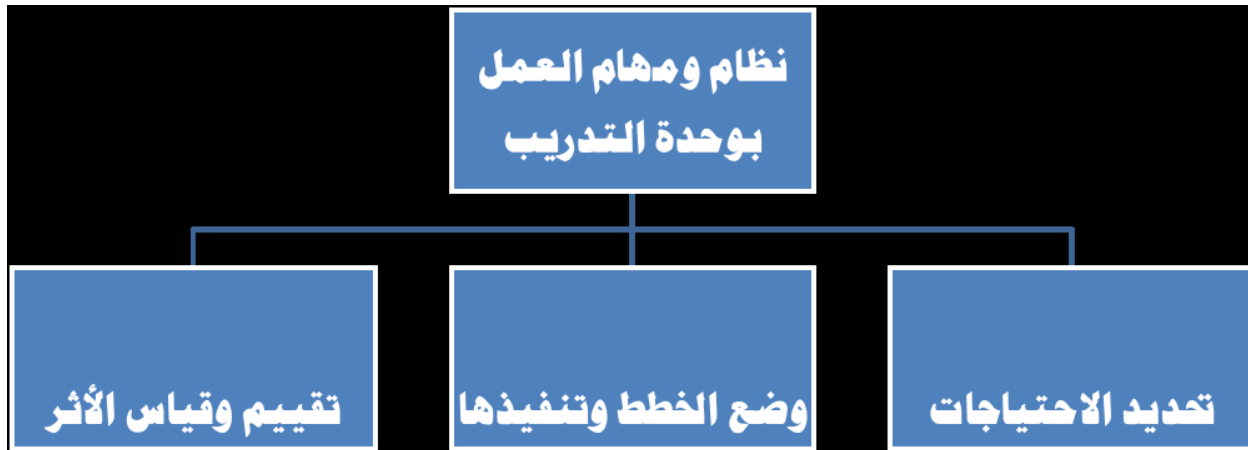 نظام ومهام العمل
بوحدة التدريب
تحديد الاحتياجات
وضع الخطط وتنفيذها
تقييم وقياس الأثر